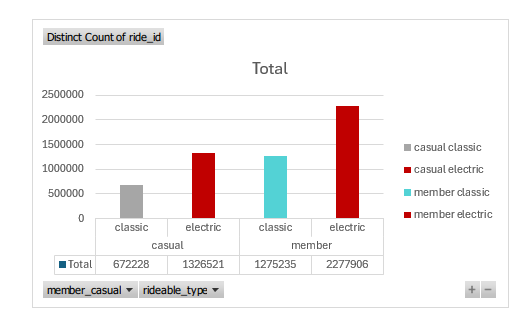 Distinct Count of ride_id
Total
2500000
2000000
1500000
1000000
500000
0
classic electric classic electric
casual member
Total 672228 1326521 1275235 2277906
casual classic
casual electric
member classic
member electric
member_casual rideable_type
+ −